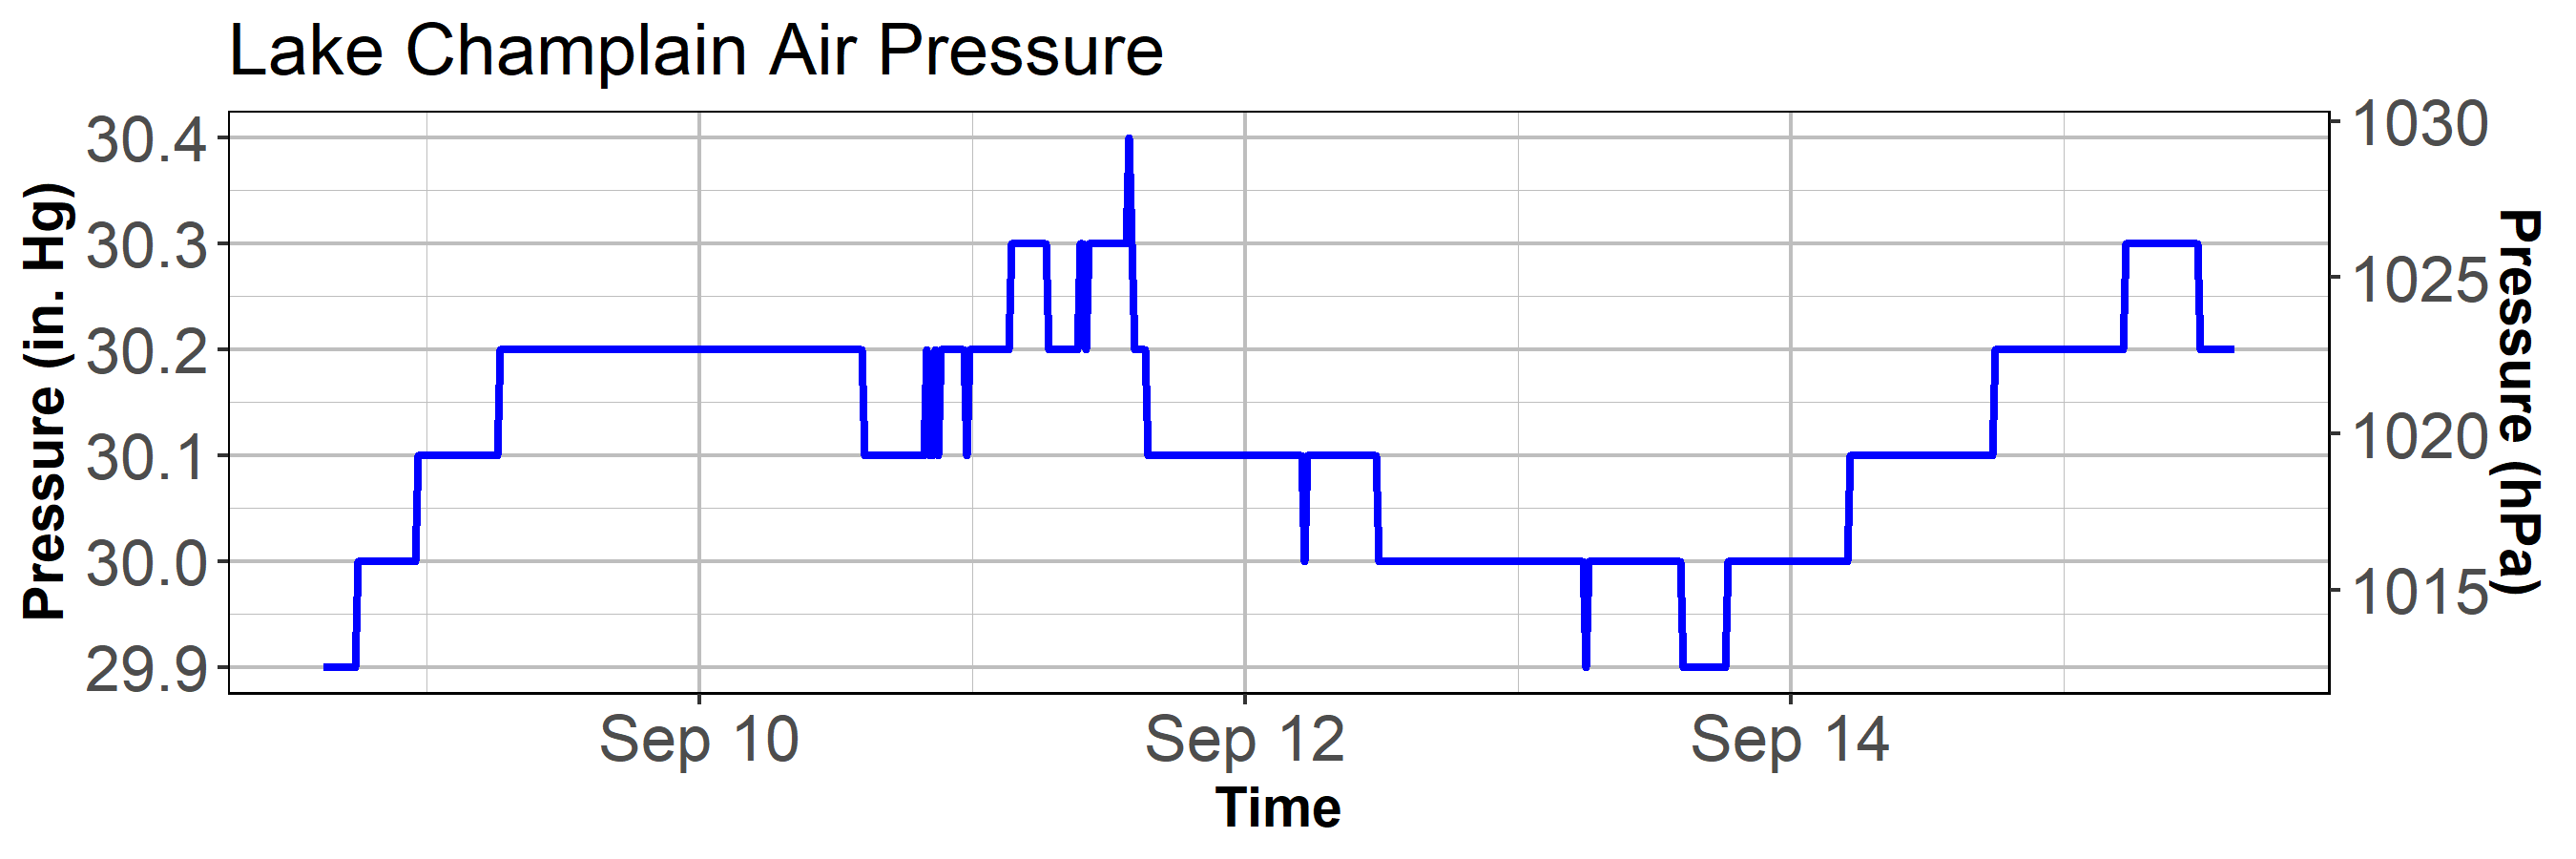 Lake Champlain Air Pressure
Pressure (in. Hg)
30.4
30.3
30.2
30.1
30.0
29.9
1030
1025
1020
1015
Pressure (hPa)
Sep 10 Sep 12 Sep 14
Time